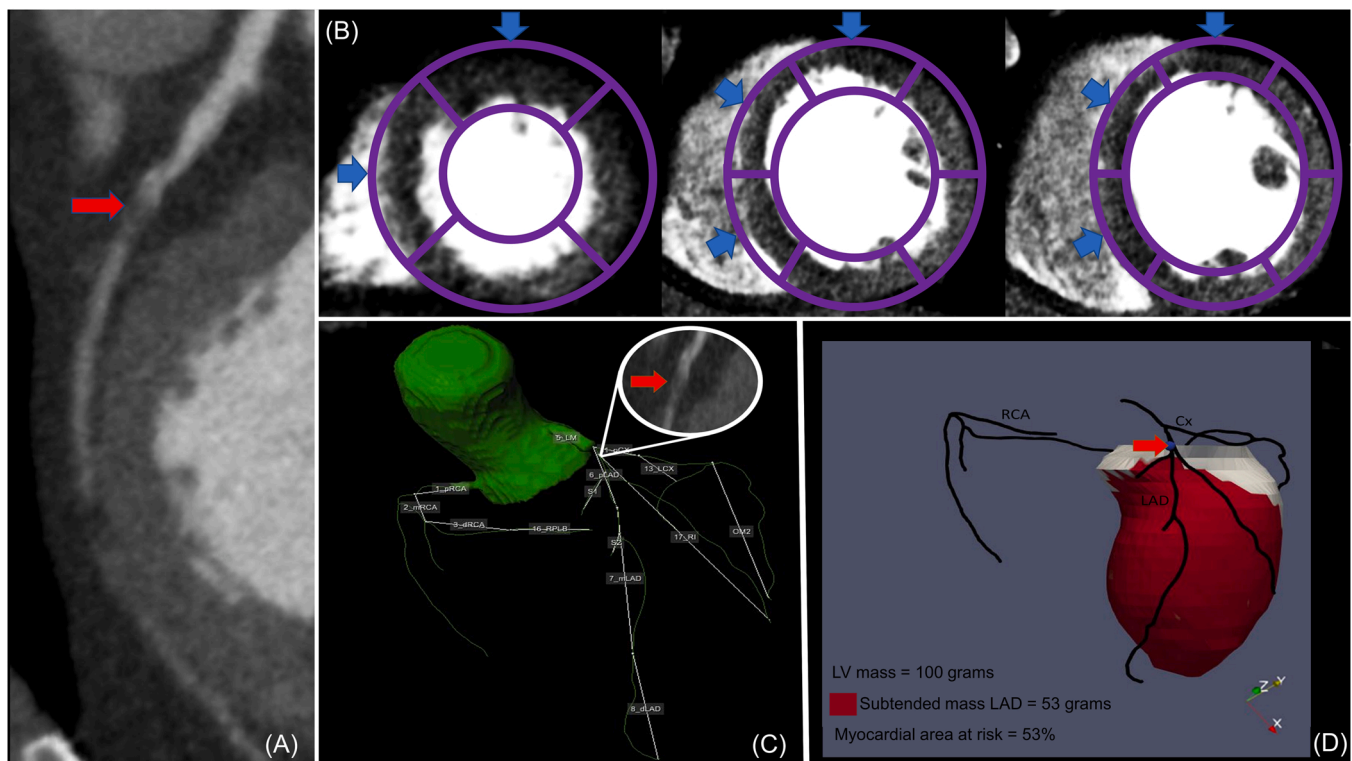 (A)
(B)
5_LM
11_pCX
13_LCX
6_pLAD
S1
1_pRCA
2_mRCA
3_dRCA
16_RPLB
17_RI
OM2
S2
7_mLAD
8_dLAD
(C)
RCA
Cx
LAD
LV mass = 100 grams
Subtended mass LAD = 53 grams
Myocardial area at risk = 53%
Z
Y
X
(D)